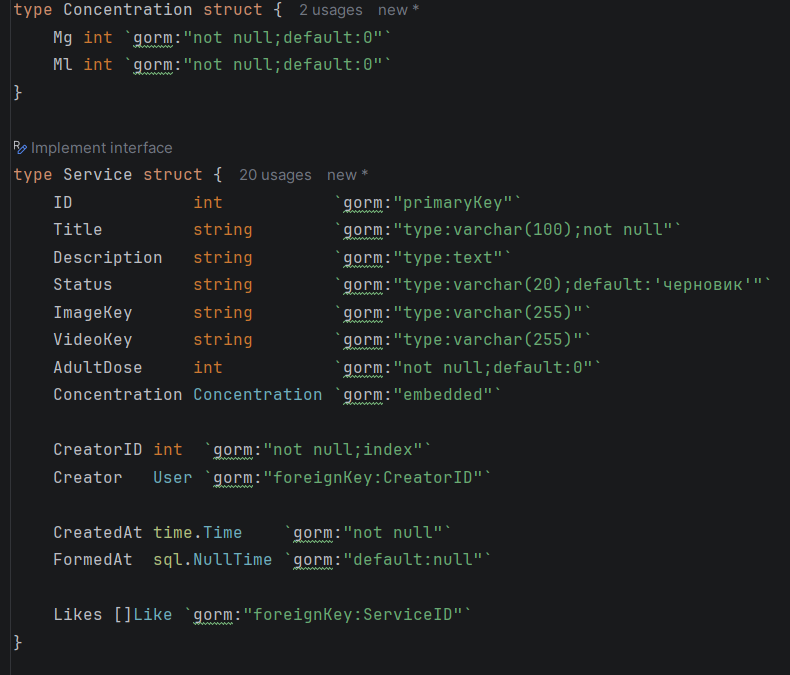 type Concentration struct { 2 usages new *
    Mg int `gorm:"not null;default:0"`
    Ml int `gorm:"not null;default:0"`
}
Implement interface
type Service struct { 20 usages new *
    ID            int           `gorm:"primaryKey"`
    Title         string        `gorm:"type:varchar(100);not null"`
    Description   string        `gorm:"type:text"`
    Status        string        `gorm:"type:varchar(20);default:'черновик'"`
    ImageKey      string        `gorm:"type:varchar(255)"`
    VideoKey      string        `gorm:"type:varchar(255)"`
    AdultDose     int           `gorm:"not null;default:0"`
    Concentration Concentration `gorm:"embedded"`
    CreatorID int  `gorm:"not null;index"`
    Creator   User `gorm:"foreignKey:CreatorID"`
    CreatedAt time.Time    `gorm:"not null"`
    FormedAt  sql.NullTime `gorm:"default:null"`
    Likes []Like `gorm:"foreignKey:ServiceID"`
}